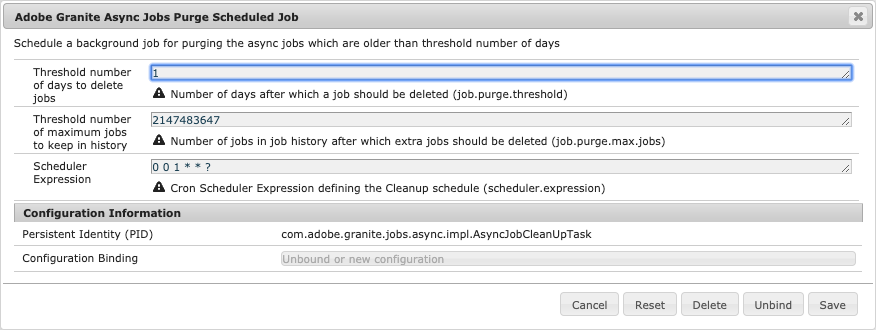 Adobe Granite Async Jobs Purge Scheduled Job
Schedule a background job for purging the async jobs which are older than threshold number of days
Threshold number
of days to delete
jobs
1
Number of days after which a job should be deleted (job.purge.threshold)
Threshold number
of maximum jobs
to keep in history
2147483647
Number of jobs in job history after which extra jobs should be deleted (job.purge.max.jobs)
Scheduler
Expression
0 0 1 * * ?
Cron Scheduler Expression defining the Cleanup schedule (scheduler.expression)
Configuration Information
Persistent Identity (PID)
com.adobe.granite.jobs.async.impl.AsyncJobCleanUpTask
Configuration Binding
Unbound or new configuration
Cancel
Reset
Delete
Unbind
Save